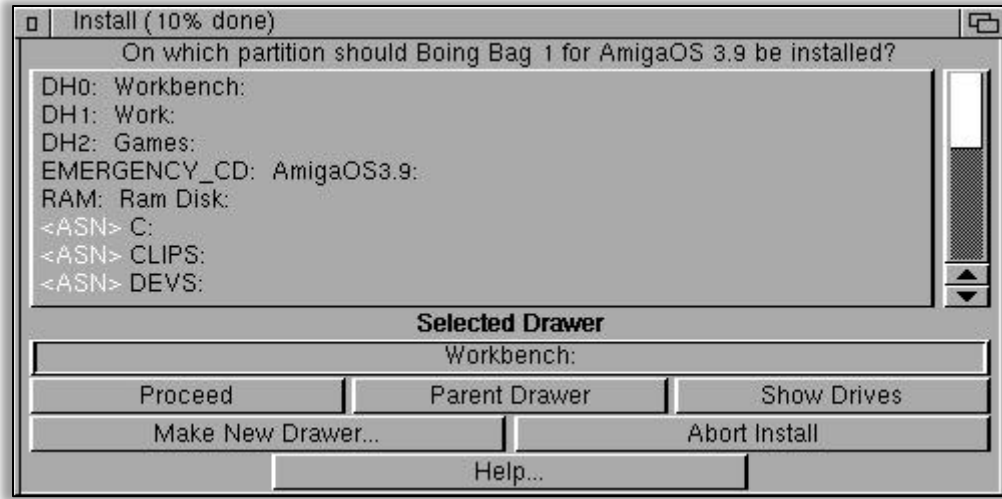 Install (10% done)
On which partition should Boing Bag 1 for AmigaOS 3.9 be installed?
DH0: Workbench:
DH1: Work:
DH2: Games:
EMERGENCY_CD: AmigaOS3.9:
RAM: Ram Disk:
<ASN> C:
<ASN> CLIPS:
<ASN> DEVS:
Selected Drawer
Workbench:
Proceed Parent Drawer Show Drives
Make New Drawer... Abort Install
Help...